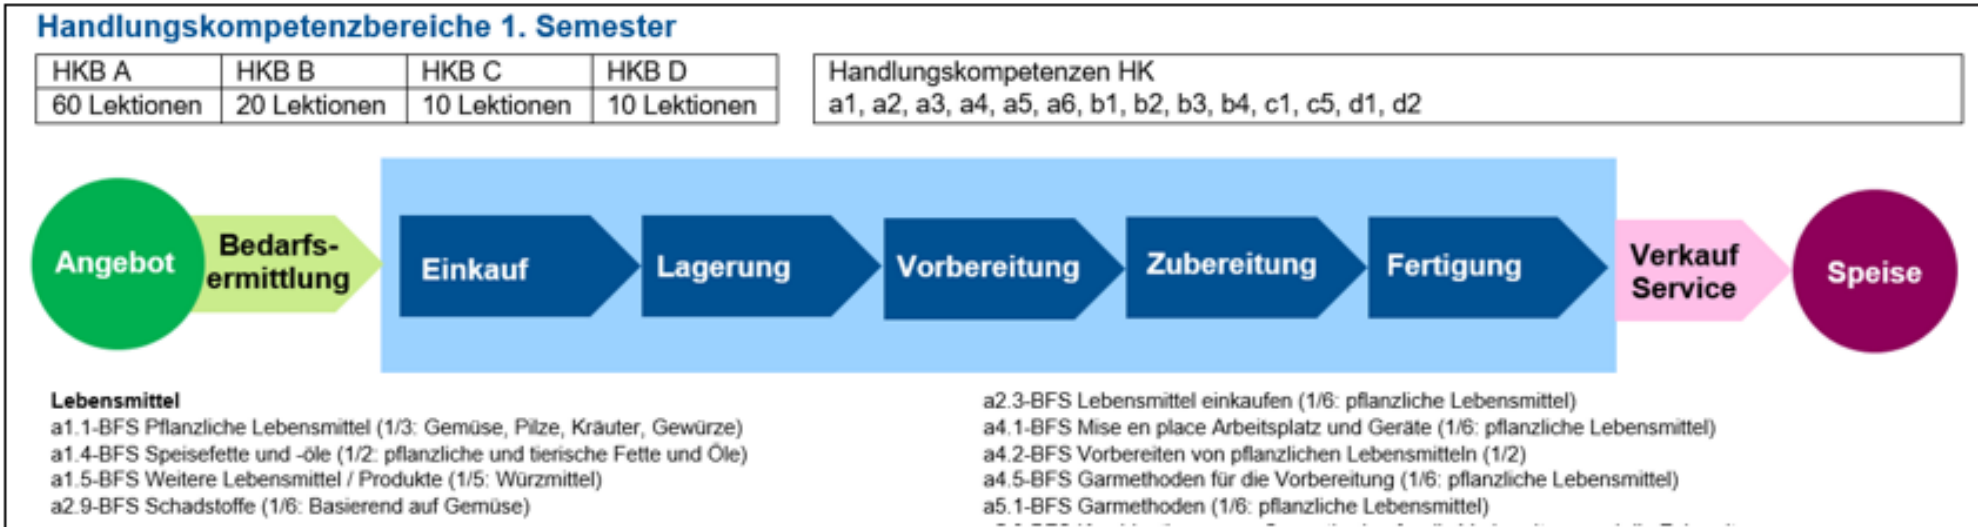 Handlungskompetenzbereiche 1. Semester
HKB A HKB B HKB C HKB D
60 Lektionen 20 Lektionen 10 Lektionen 10 Lektionen
Handlungskompetenzen HK
a1, a2, a3, a4, a5, a6, b1, b2, b3, b4, c1, c5, d1, d2
Angebot
Bedarfs-
ermittlung
Einkauf
Lagerung
Vorbereitung
Zubereitung
Fertigung
Verkauf
Service
Speise
Lebensmittel
a1.1-BFS Pflanzliche Lebensmittel (1/3: Gemüse, Pilze, Kräuter, Gewürze)
a1.4-BFS Speisefette und -öle (1/2: pflanzliche und tierische Fette und Öle)
a1.5-BFS Weitere Lebensmittel / Produkte (1/5: Würzmittel)
a2.9-BFS Schadstoffe (1/6: Basierend auf Gemüse)
a2.3-BFS Lebensmittel einkaufen (1/6: pflanzliche Lebensmittel)
a4.1-BFS Mise en place Arbeitsplatz und Geräte (1/6: pflanzliche Lebensmittel)
a4.2-BFS Vorbereiten von pflanzlichen Lebensmitteln (1/2)
a4.5-BFS Garmethoden für die Vorbereitung (1/6: pflanzliche Lebensmittel)
a5.1-BFS Garmethoden (1/6: pflanzliche Lebensmittel)